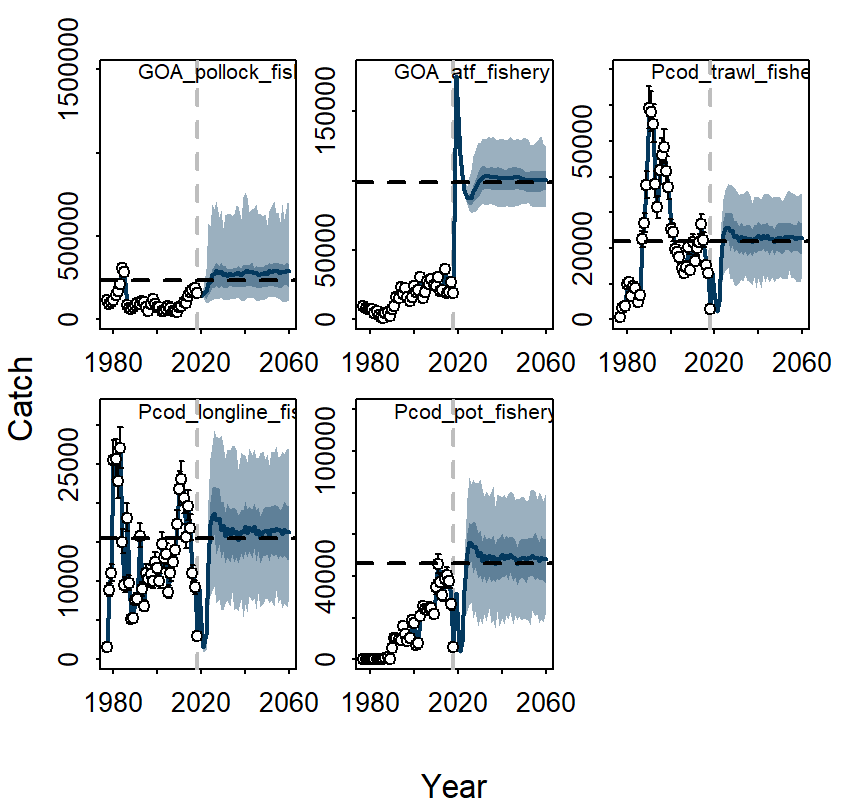 GOA_pollock_fisl
GOA_atf_fishery
Pcod_trawl_fishe
0 500000 1500000
0 50000 150000
0 20000 50000
1980 2020 2060
1980 2020 2060
1980 2020 2060
Catch
Pcod_longline_fis
Pcod_pot_fishery
0 10000 25000
0 40000 100000
1980 2020 2060
1980 2020 2060
Year